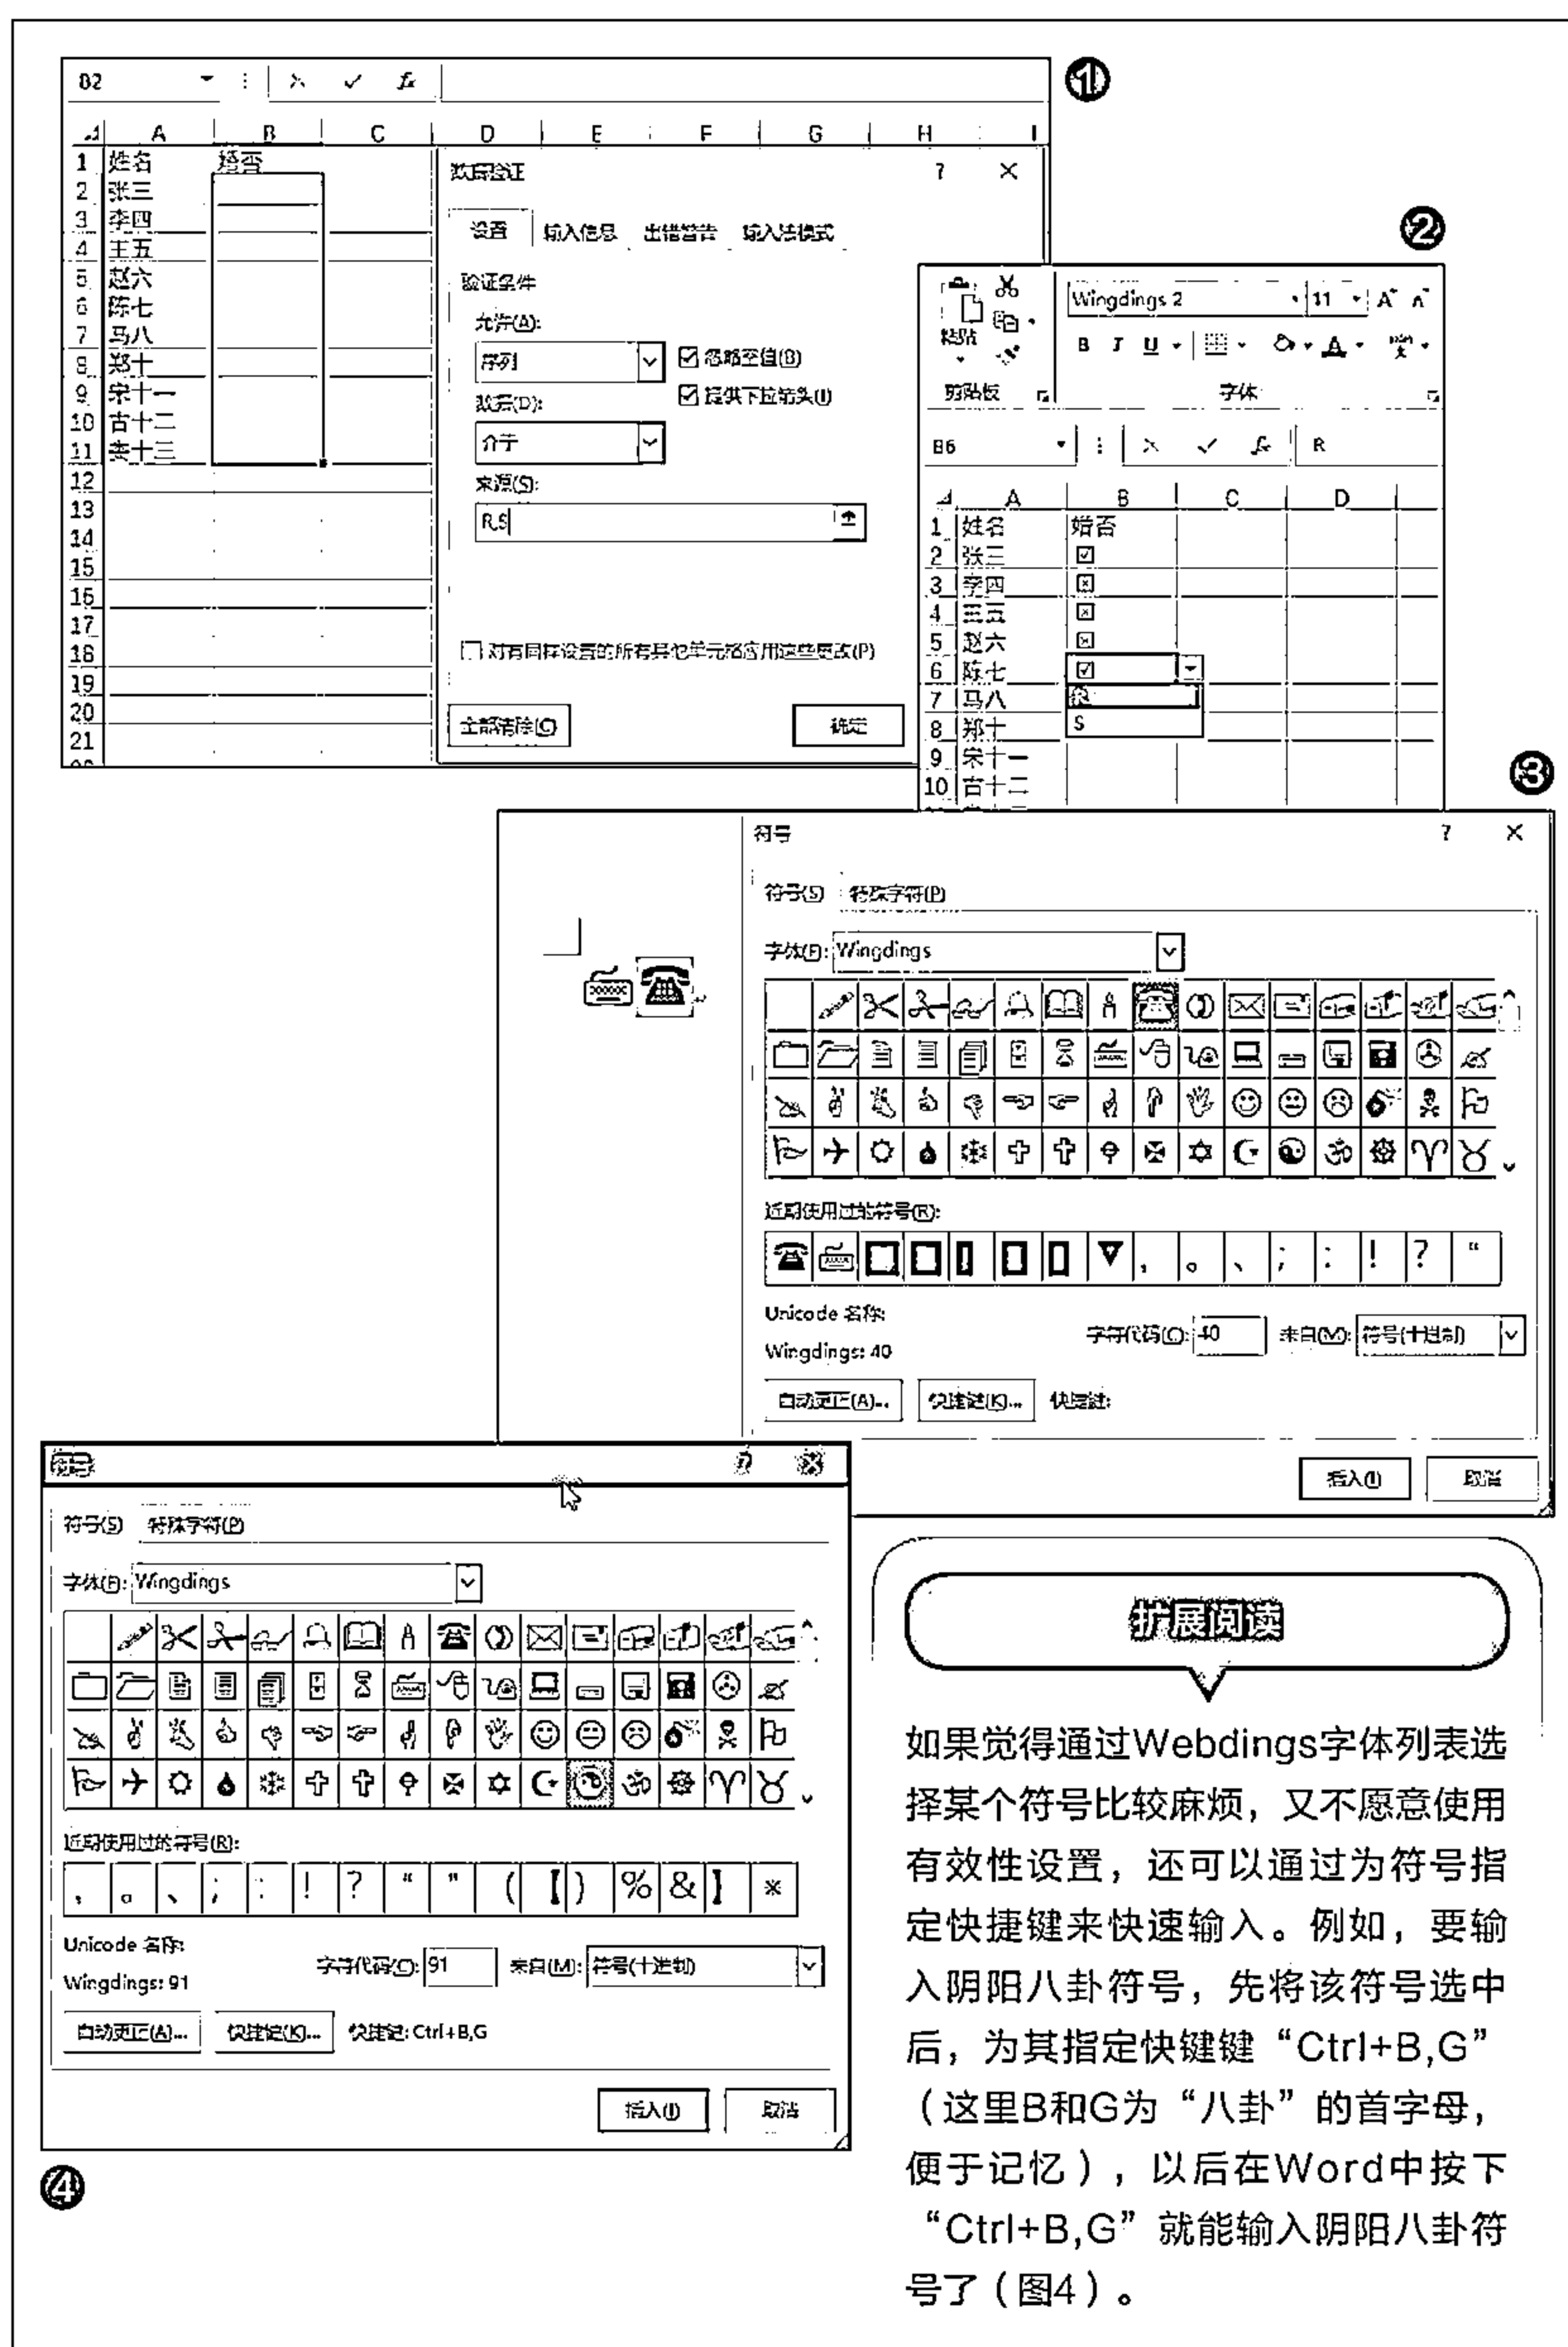 ①
B2
A B C D E F G H I
1 姓名 婚否
2 张三
3 李四
4 王五
5 赵六
6 陈七
7 马八
8 郑十
9 宋十一
10 古十二
11 十三
12
13
14
15
16
17
18
19
20
21
数据验证 ? ×
设置 输入信息 出错警告 输入法模式
验证条件
允许(A):
序列 忽略空值(B)
数据(D): 提供下拉箭头(I)
介于
来源(S):
R,S
对有同样设置的所有其他单元格应用这些更改(P)
全部清除(C) 确定
②
Wingdings 2 11 A A
粘贴 B I U A
剪贴板 字体
B6 fx R
A B C D
1 姓名 婚否
2 张三
3 李四
4 王五
5 赵六
6 陈七
7 马八 R
8 郑十 S
9 宋十一
10 古十二
③
符号 ? ×
符号(S) 特殊字符(P)
字体(F): Wingdings
近期使用过的符号(R):
, 。 、 ; : ! ? “
Unicode 名称:
Wingdings: 40
字符代码(C): 40 来自(M): 符号(十进制)
自动更正(A)... 快捷键(K)... 快捷键:
插入(I) 取消
符号 ? ×
符号(S) 特殊字符(P)
字体(F): Wingdings
近期使用过的符号(R):
, 。 、 ; : ! ? “ ” ( 【 ) % & 】 ※
Unicode 名称:
Wingdings: 91
字符代码(C): 91 来自(M): 符号(十进制)
自动更正(A)... 快捷键(K)... 快捷键: Ctrl+B,G
插入(I) 取消
④
扩展阅读
如果觉得通过Webdings字体列表选
择某个符号比较麻烦，又不愿意使用
有效性设置，还可以通过为符号指
定快捷键来快速输入。例如，要输
入阴阳八卦符号，先将该符号选中
后，为其指定快键键“Ctrl+B,G”
（这里B和G为“八卦”的首字母，
便于记忆），以后在Word中按下
“Ctrl+B,G”就能输入阴阳八卦符
号了（图4）。